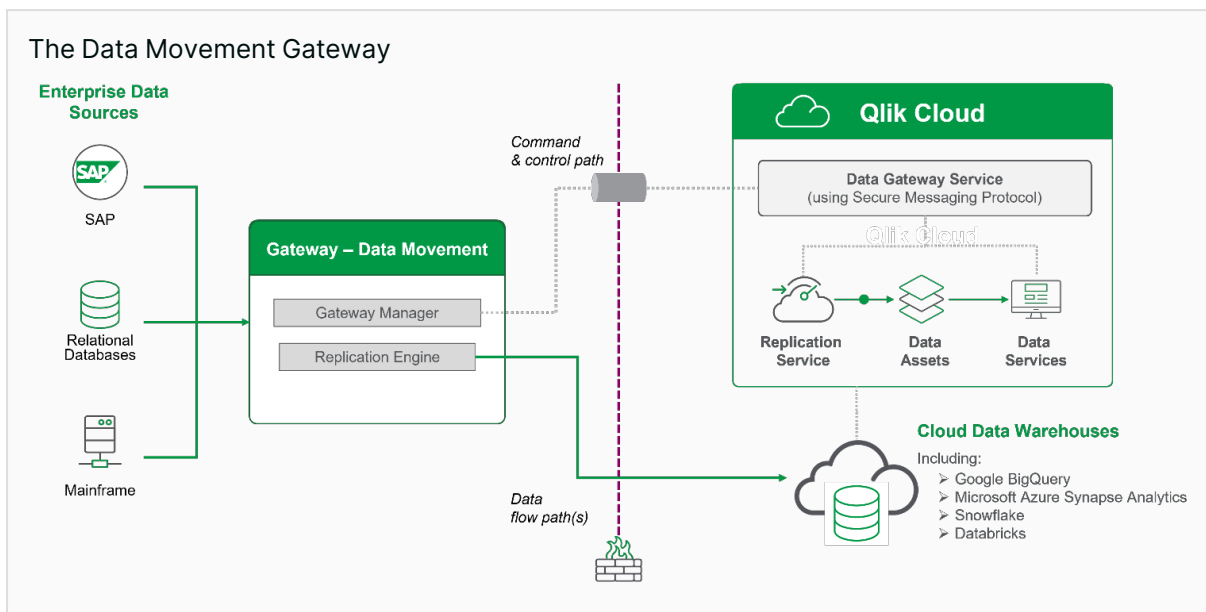 The Data Movement Gateway
Enterprise Data
Sources
SAP
SAP
Relational
Databases
Mainframe
Gateway – Data Movement
Gateway Manager
Replication Engine
Command
& control path
Data
flow path(s)
Qlik Cloud
Data Gateway Service
(using Secure Messaging Protocol)
Qlik Cloud
Replication
Service
Data
Assets
Data
Services
Cloud Data Warehouses
Including:
➢ Google BigQuery
➢ Microsoft Azure Synapse Analytics
➢ Snowflake
➢ Databricks